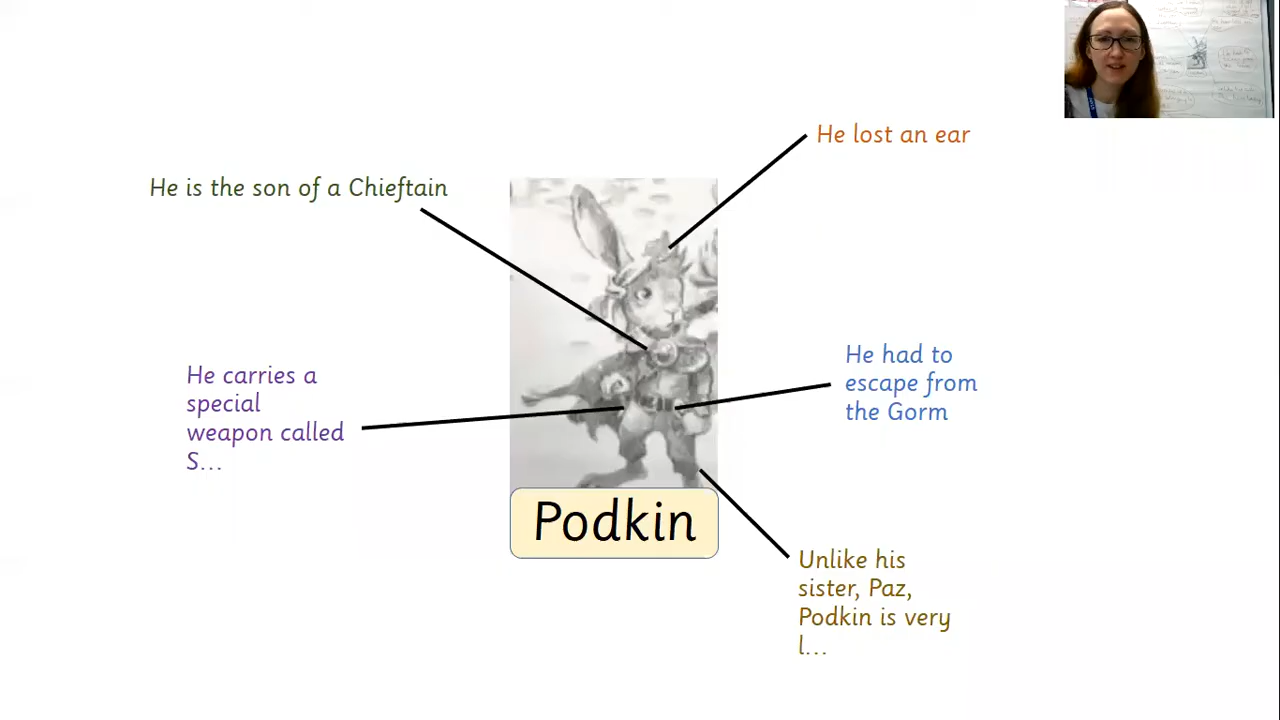 He lost an ear
He is the son of a Chieftain
He had to
escape from
the Gorm
He carries a
special
weapon called
S...
Podkin
Unlike his
sister, Paz,
Podkin is very
l...